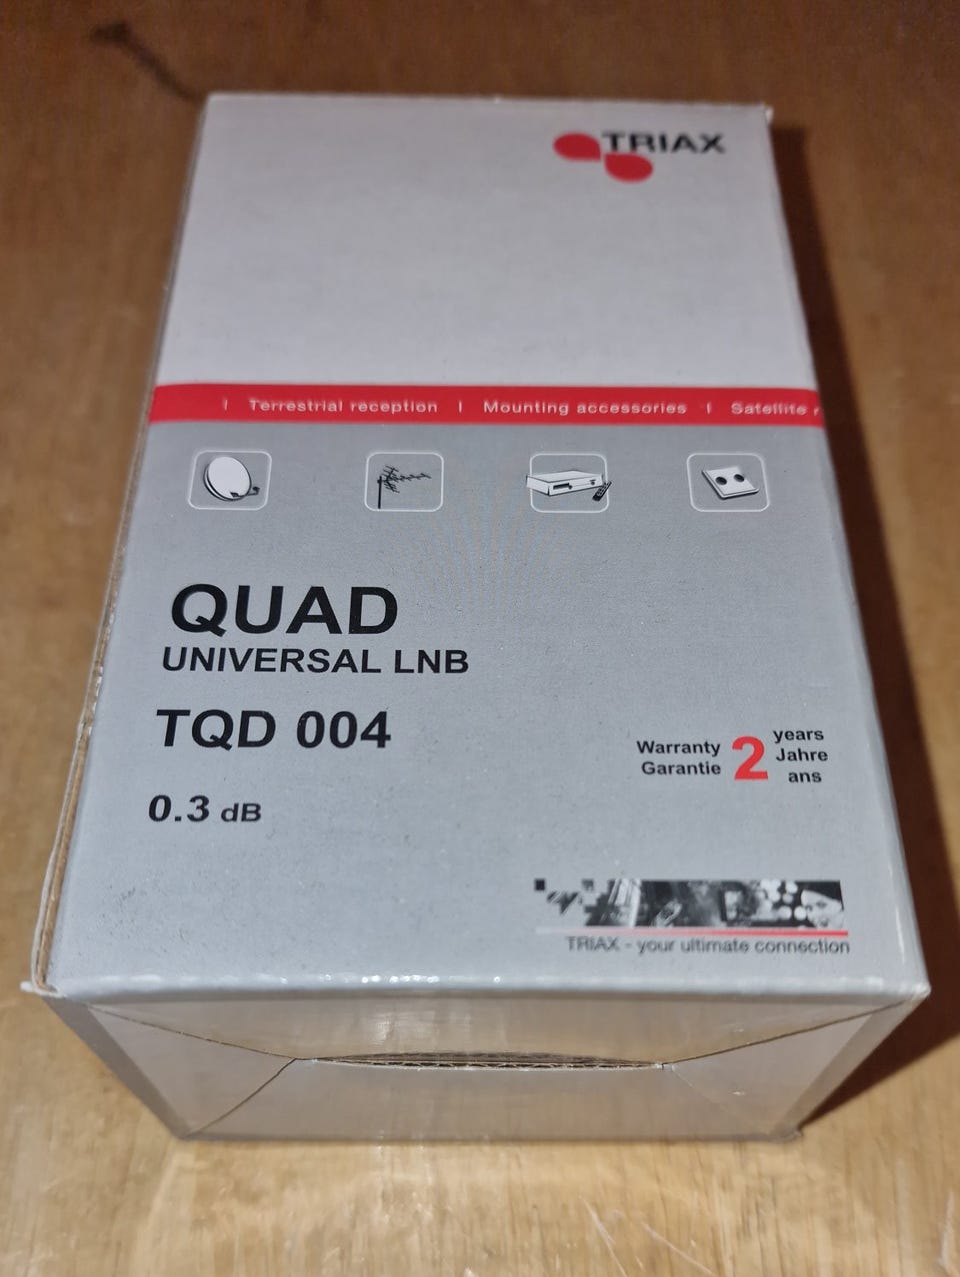 TRIAX
| Terrestrial reception | Mounting accessories | Satellite r
QUAD
UNIVERSAL LNB
TQD 004
0.3 dB
Warranty 2 years
Garantie Jahre
ans
TRIAX - your ultimate connection